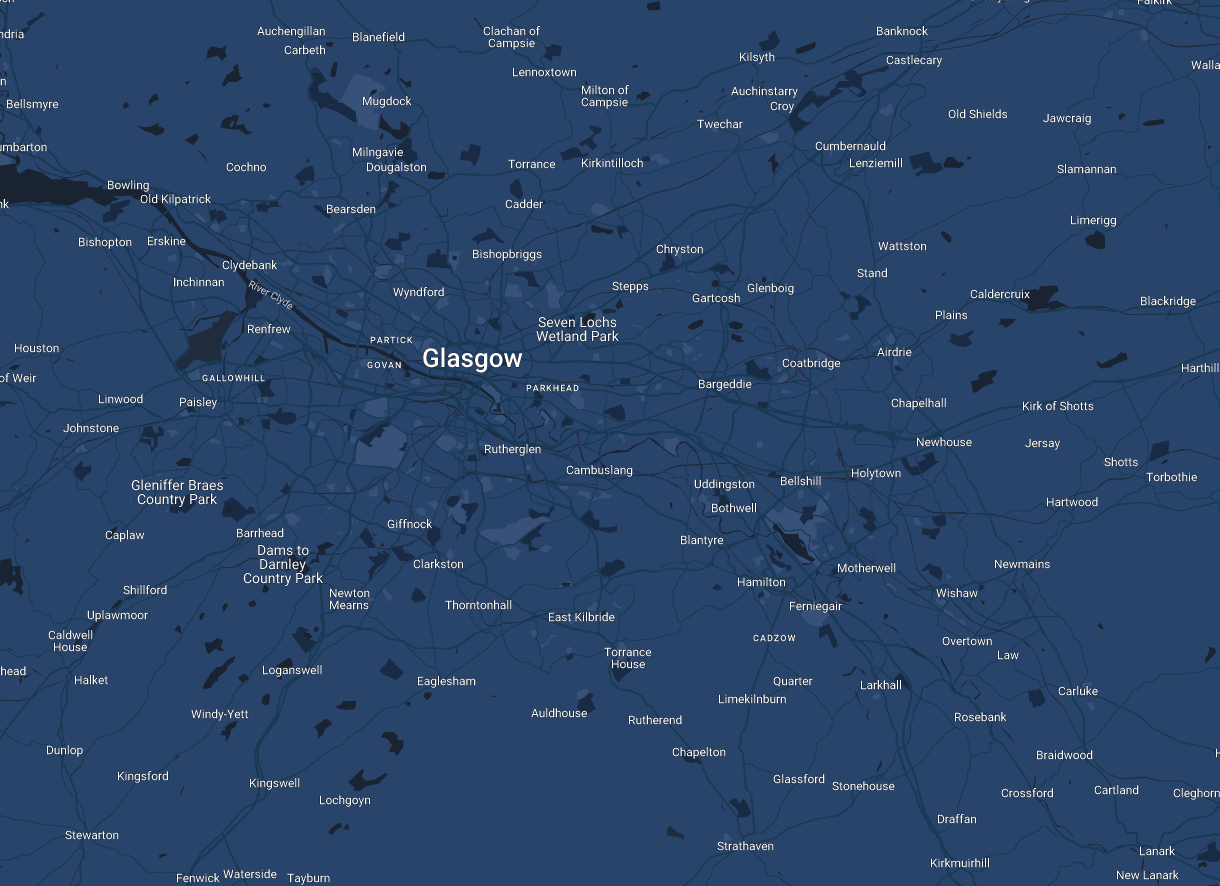 Falkirk
Auchengillan
Blanefield
Clachan of
Campsie
Banknock
ndria
Carbeth
Kilsyth
Castlecary
Walla
Lennoxtown
n
Bellsmyre
Mugdock
Milton of
Campsie
Auchinstarry
Croy
Old Shields
Jawcraig
Twechar
umbarton
Milngavie
Dougalston
Cochno
Torrance
Kirkintilloch
Cumbernauld
Lenziemill
Slamannan
Bowling
Old Kilpatrick
nk
Bearsden
Cadder
Limerigg
Bishopton
Erskine
Bishopbriggs
Chryston
Wattston
Clydebank
Stand
Inchinnan
River Clyde
Wyndford
Stepps
Gartcosh
Glenboig
Caldercruix
Blackridge
Plains
Renfrew
Seven Lochs
Wetland Park
PARTICK
Houston
Glasgow
GOVAN
Coatbridge
Airdrie
Harthill
of Weir
GALLOWHILL
PARKHEAD
Bargeddie
Linwood
Paisley
Chapelhall
Kirk of Shotts
Johnstone
Rutherglen
Newhouse
Jersay
Cambuslang
Shotts
Torbothie
Gleniffer Braes
Country Park
Uddingston
Bellshill
Holytown
Bothwell
Hartwood
Caplaw
Barrhead
Giffnock
Blantyre
Dams to
Darnley
Country Park
Clarkston
Motherwell
Newmains
Shillford
Newton
Mearns
Thorntonhall
Hamilton
Ferniegair
Wishaw
Uplawmoor
East Kilbride
Caldwell
House
CADZOW
Overtown
Law
head
Halket
Loganswell
Eaglesham
Torrance
House
Quarter
Larkhall
Limekilnburn
Carluke
Windy-Yett
Auldhouse
Rutherend
Rosebank
Dunlop
Chapelton
Braidwood
H
Kingsford
Kingswell
Glassford
Stonehouse
Crossford
Cartland
Cleghorn
Lochgoyn
Draffan
Stewarton
Strathaven
Lanark
Kirkmuirhill
Fenwick
Waterside
Tayburn
New Lanark